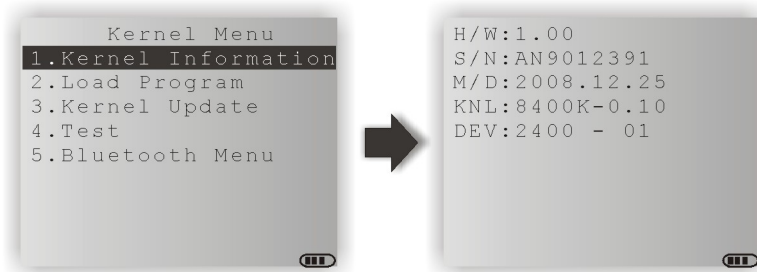 Kernel Menu
1.Kernel Information
2.Load Program
3.Kernel Update
4.Test
5.Bluetooth Menu
H/W:1.00
S/N:AN9012391
M/D:2008.12.25
KNL:8400K-0.10
DEV:2400 - 01